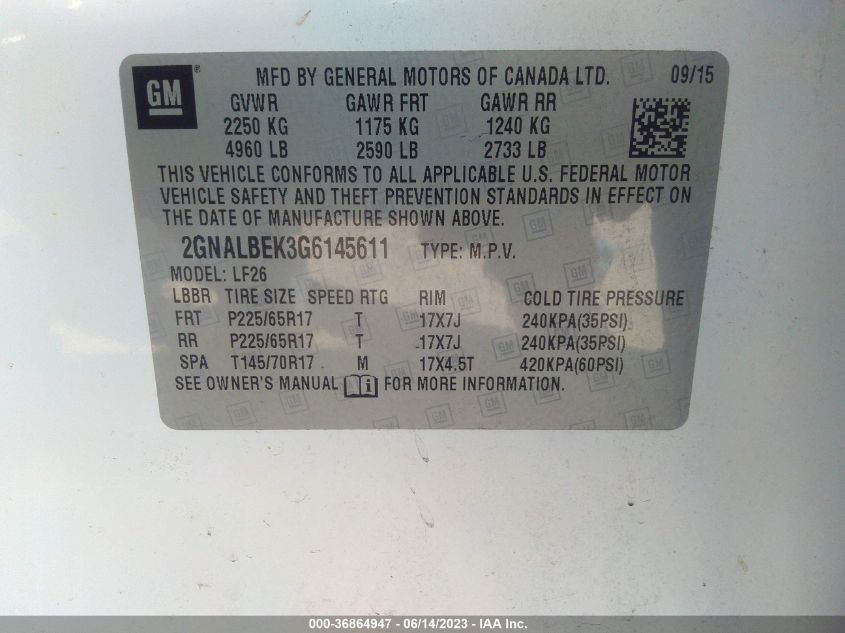 GM ® MFD BY GENERAL MOTORS OF CANADA LTD. 09/15
GVWR GAWR FRT GAWR RR
2250 KG 1175 KG 1240 KG
4960 LB 2590 LB 2733 LB
THIS VEHICLE CONFORMS TO ALL APPLICABLE U.S. FEDERAL MOTOR
VEHICLE SAFETY AND THEFT PREVENTION STANDARDS IN EFFECT ON
THE DATE OF MANUFACTURE SHOWN ABOVE.
2GNALBEK3G6145611 TYPE: M.P.V.
MODEL: LF26
LBBR TIRE SIZE SPEED RTG RIM COLD TIRE PRESSURE
FRT P225/65R17 T 17X7J 240KPA(35PSI)
RR P225/65R17 T 17X7J 240KPA(35PSI)
SPA T145/70R17 M 17X4.5T 420KPA(60PSI)
SEE OWNER'S MANUAL FOR MORE INFORMATION.
000-36864947 - 06/14/2023 - IAA Inc.